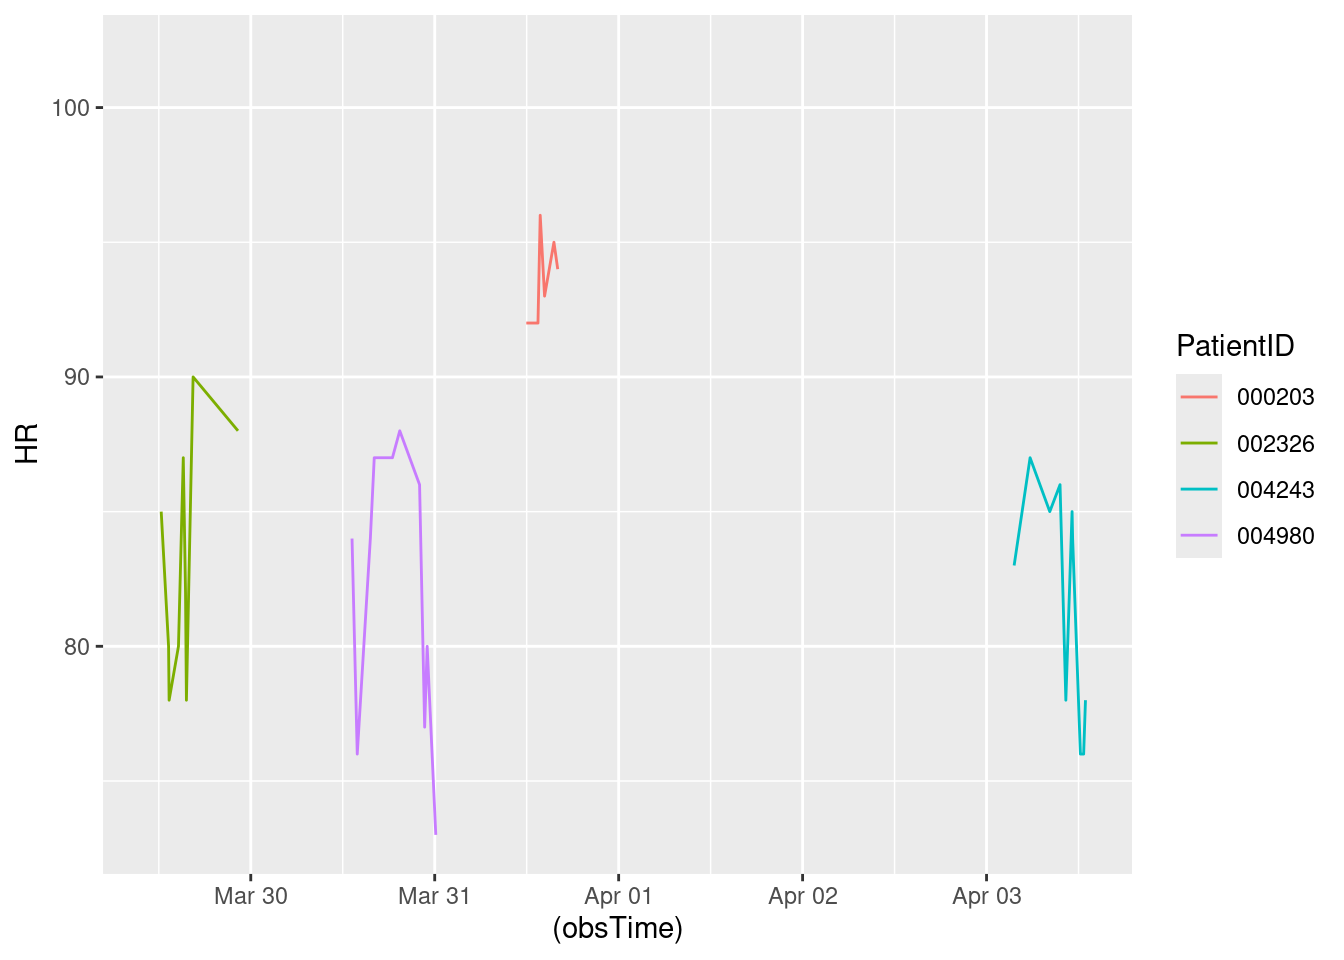 100
90
80
HR
Mar 30
Mar 31
Apr 01
Apr 02
Apr 03
(obsTime)
PatientID
000203
002326
004243
004980